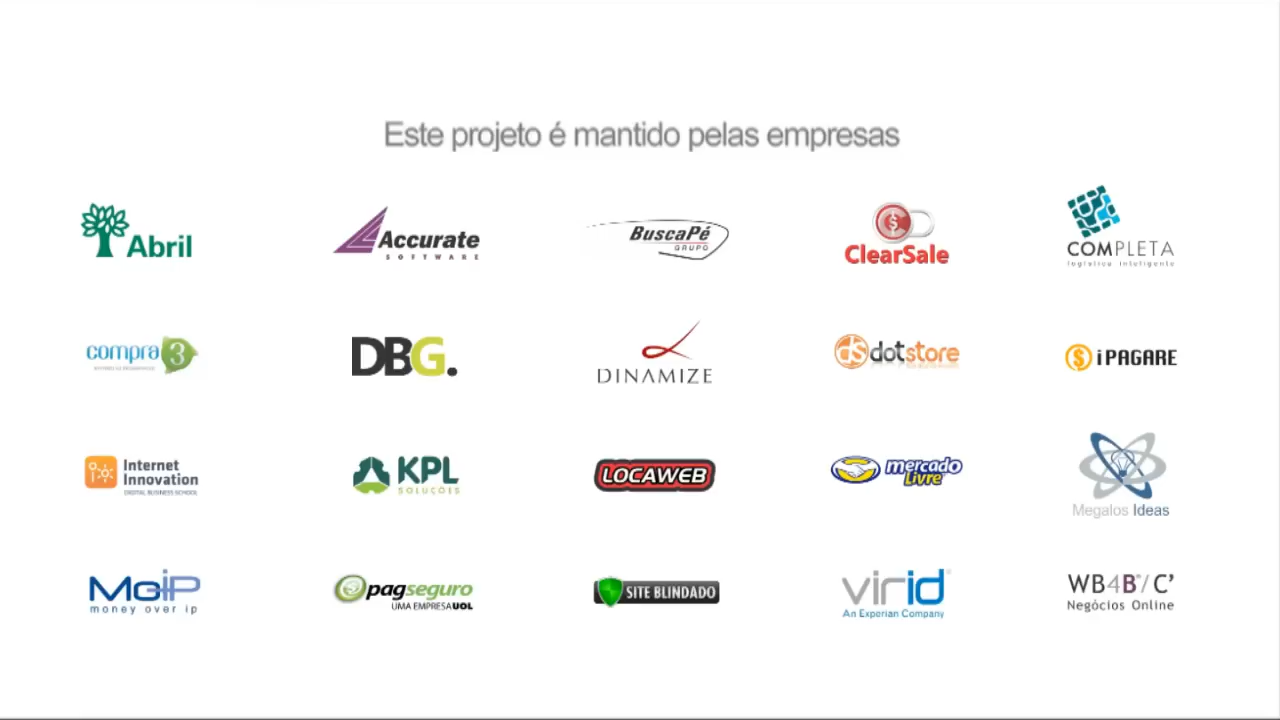 Este projeto é mantido pelas empresas
Abril
Accurate
SOFTWARE
BuscaPé
GRUPO
ClearSale
COMPLETA
logística inteligente
compra3
DBG.
DINAMIZE
ds dotstore
iPAGARE
Internet
Innovation
DIGITAL BUSINESS SCHOOL
KPL
SOLUÇÕES
LOCAWEB
mercado
Livre
Megalos Ideas
MoiP
money over ip
pagseguro
UMA EMPRESA UOL
SITE BLINDADO
virid
An Experian Company
WB4B/C'
Negócios Online